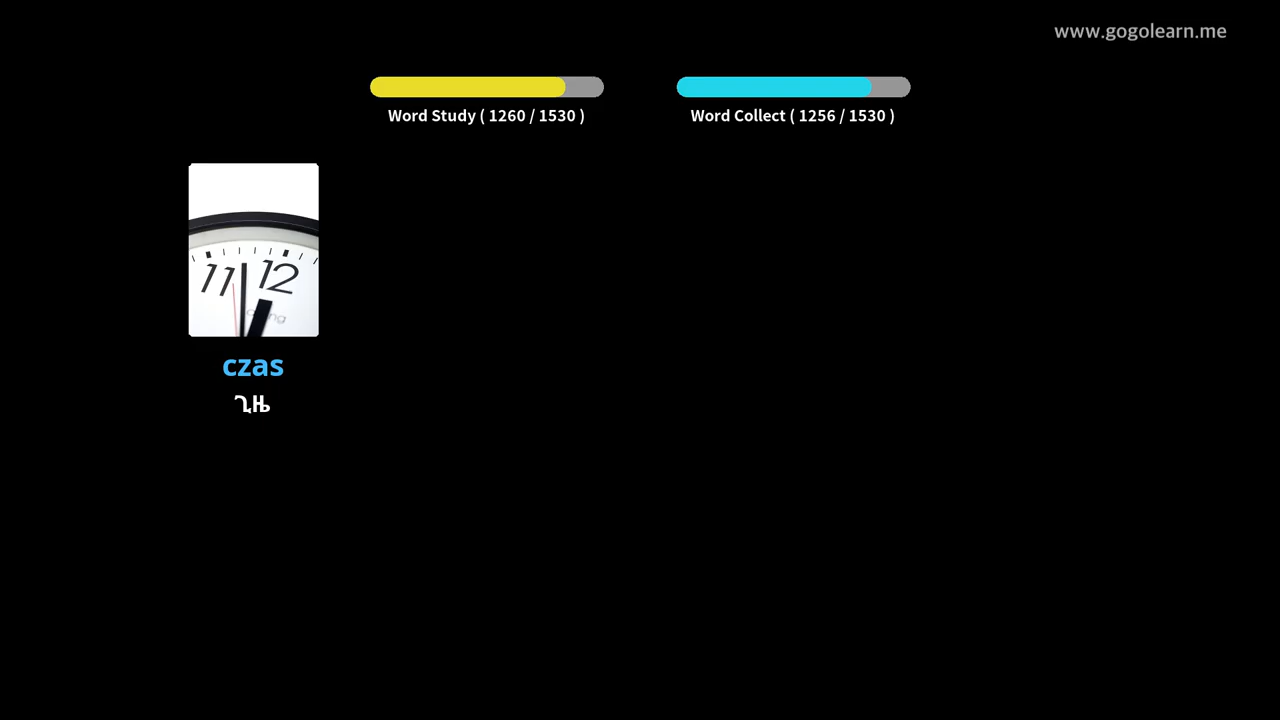 www.gogolearn.me
Word Study ( 1260 / 1530 )
Word Collect ( 1256 / 1530 )
11 12
czas
ጊዜ